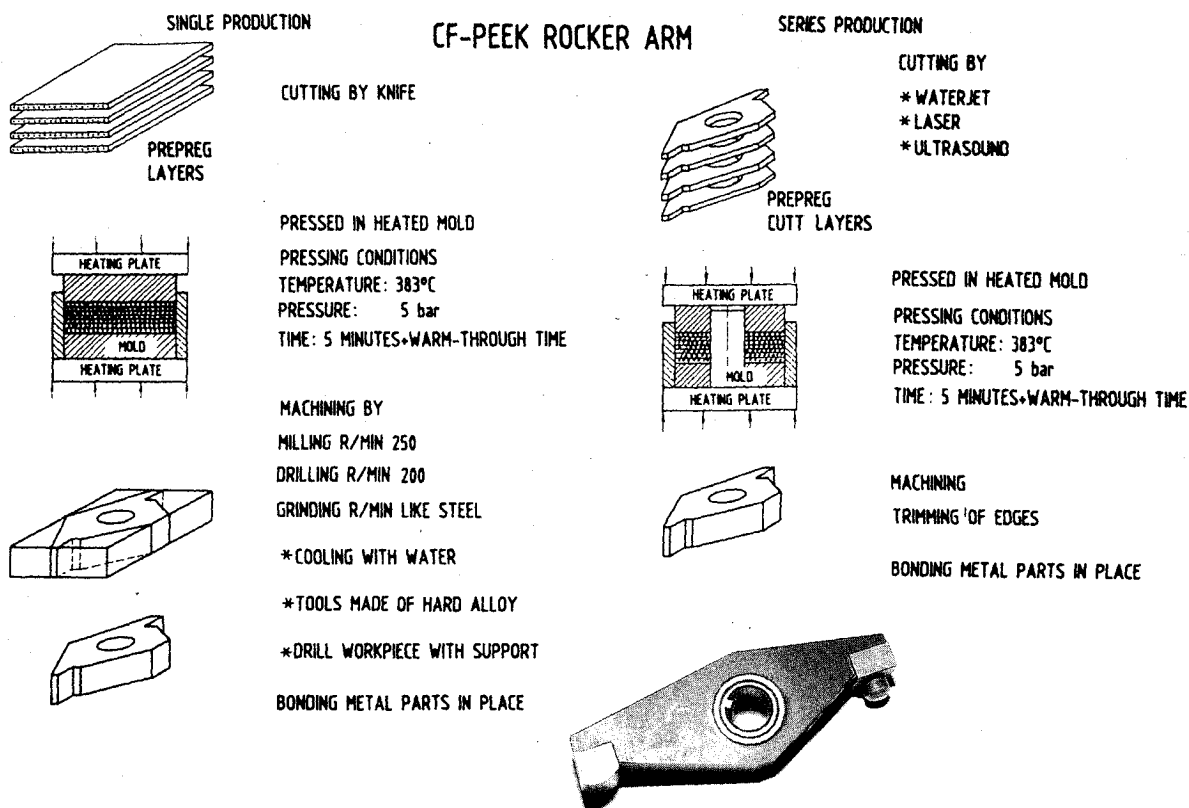 SINGLE PRODUCTION
CF-PEEK ROCKER ARM
SERIES PRODUCTION
CUTTING BY KNIFE
PREPREG
LAYERS
PRESSED IN HEATED MOLD
PRESSING CONDITIONS
TEMPERATURE: 383°C
PRESSURE: 5 bar
TIME: 5 MINUTES+WARM-THROUGH TIME
HEATING PLATE
MOLD
HEATING PLATE
MACHINING BY
MILLING R/MIN 250
DRILLING R/MIN 200
GRINDING R/MIN LIKE STEEL
*COOLING WITH WATER
*TOOLS MADE OF HARD ALLOY
*DRILL WORKPIECE WITH SUPPORT
BONDING METAL PARTS IN PLACE
CUTTING BY
*WATERJET
*LASER
*ULTRASOUND
PREPREG
CUTT LAYERS
HEATING PLATE
MOLD
HEATING PLATE
PRESSED IN HEATED MOLD
PRESSING CONDITIONS
TEMPERATURE: 383°C
PRESSURE: 5 bar
TIME: 5 MINUTES+WARM-THROUGH TIME
MACHINING
TRIMMING OF EDGES
BONDING METAL PARTS IN PLACE